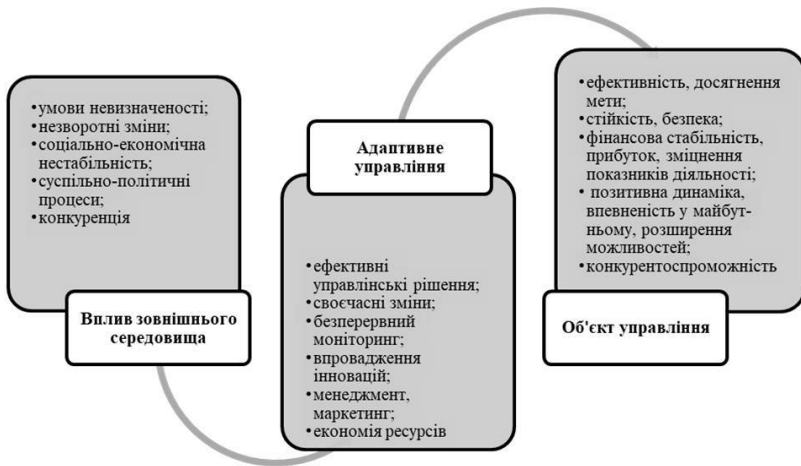 •умови невизначеності;
•незворотні зміни;
•соціально-економічна
нестабільність;
•суспільно-політичні
процеси;
•конкуренція
Вплив зовнішнього
середовища
Адаптивне
управління
•ефективні
управлінські рішення;
•своєчасні зміни;
•безперервний
моніторинг;
•впровадження
інновацій;
•менеджмент,
маркетинг;
•економія ресурсів
•ефективність, досягнення
мети;
•стійкість, безпека;
•фінансова стабільність,
прибуток, зміцнення
показників діяльності;
• позитивна динаміка,
впевненість у майбут-
ньому, розширення
можливостей;
•конкурентоспроможність
Об'єкт управління